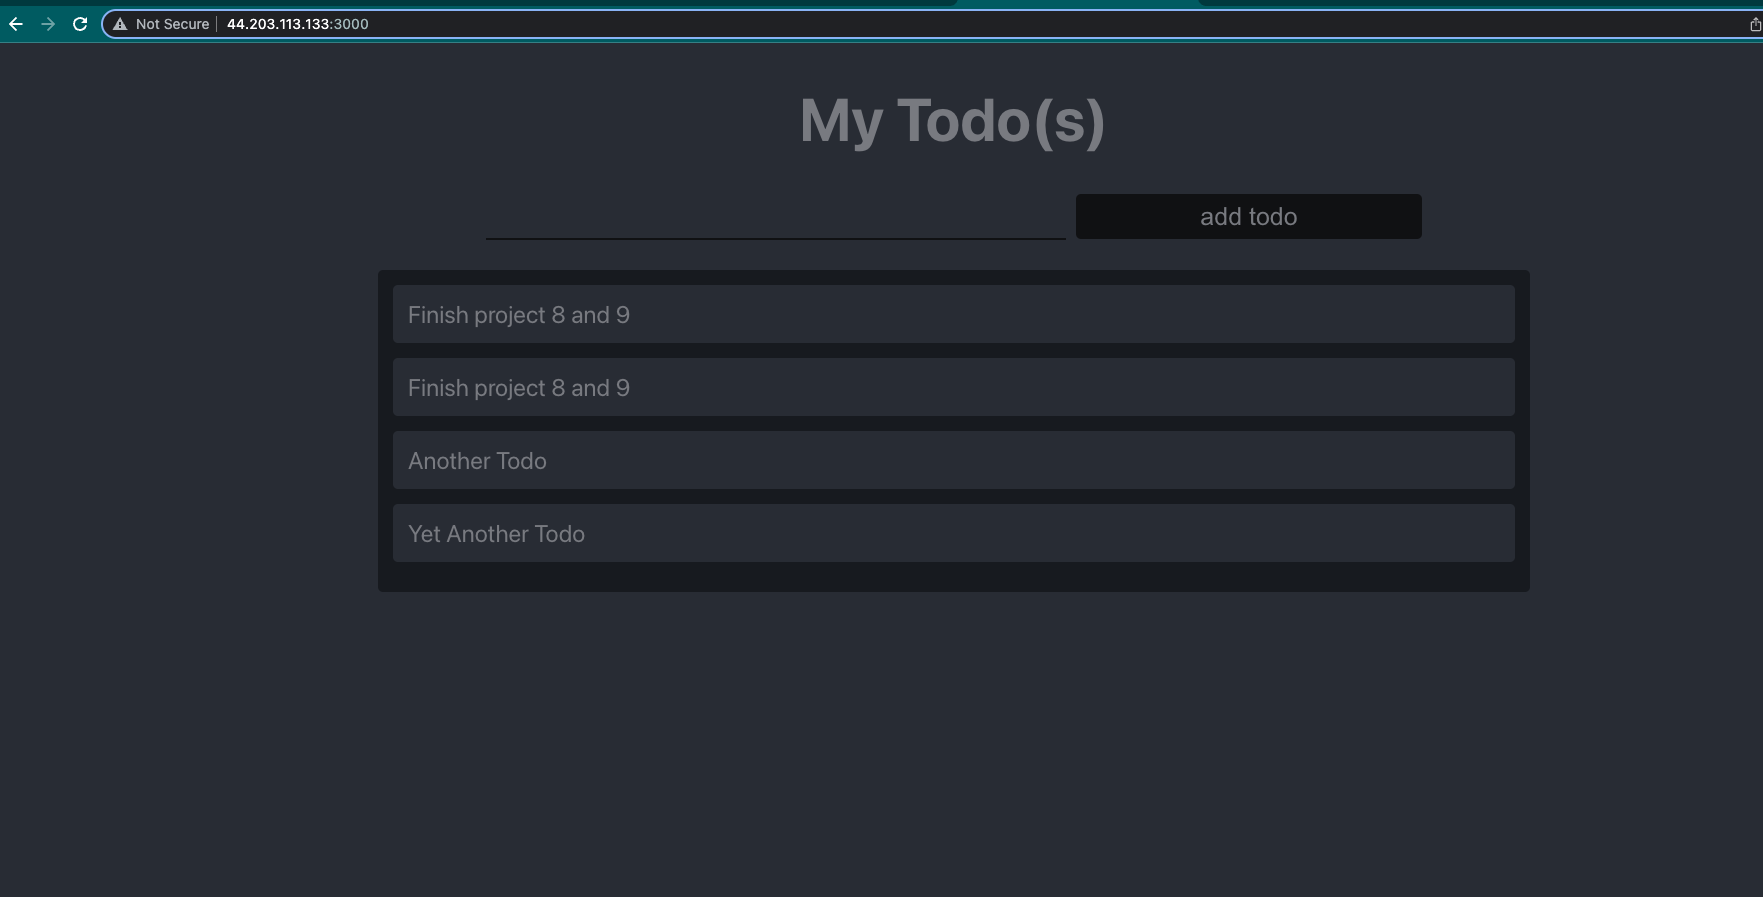 Not Secure 44.203.113.133:3000
My Todo(s)
add todo
Finish project 8 and 9
Finish project 8 and 9
Another Todo
Yet Another Todo